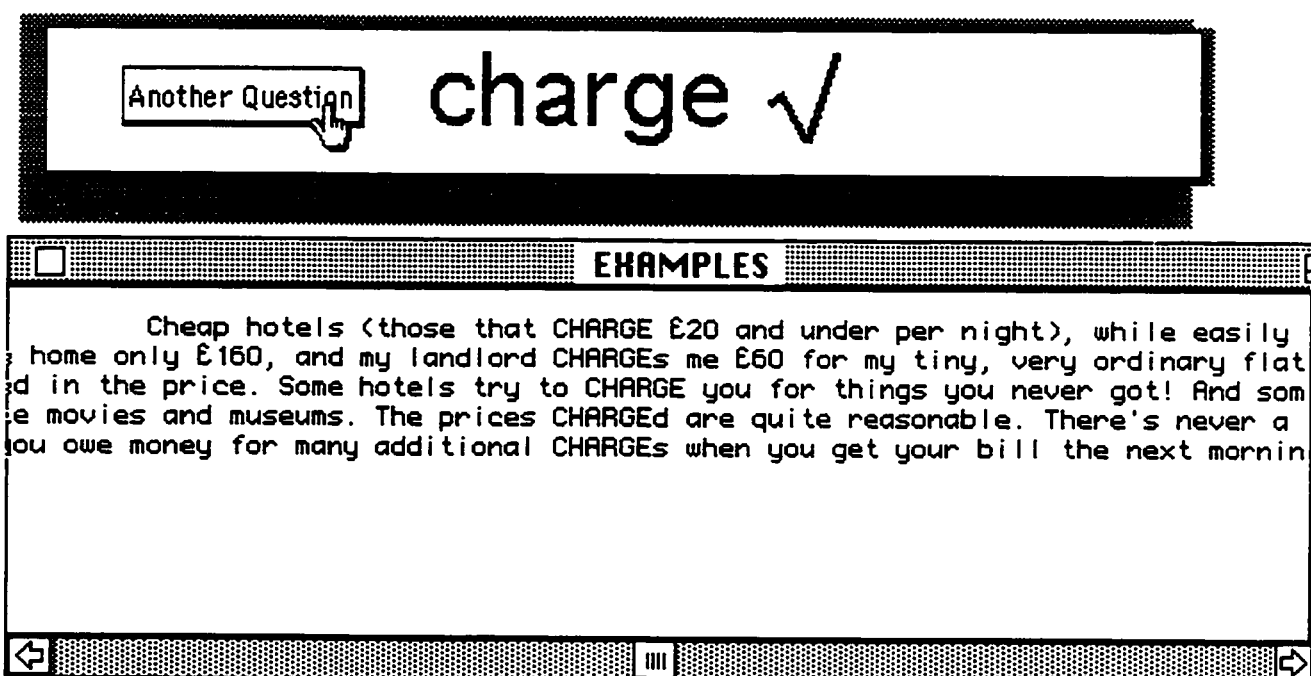 Another Question
charge √
EXAMPLES
Cheap hotels (those that CHARGE £20 and under per night), while easily
home only £160, and my landlord CHARGEs me £60 for my tiny, very ordinary flat
d in the price. Some hotels try to CHARGE you for things you never got! And som
e movies and museums. The prices CHARGEd are quite reasonable. There's never a
ou owe money for many additional CHARGEs when you get your bill the next mornin